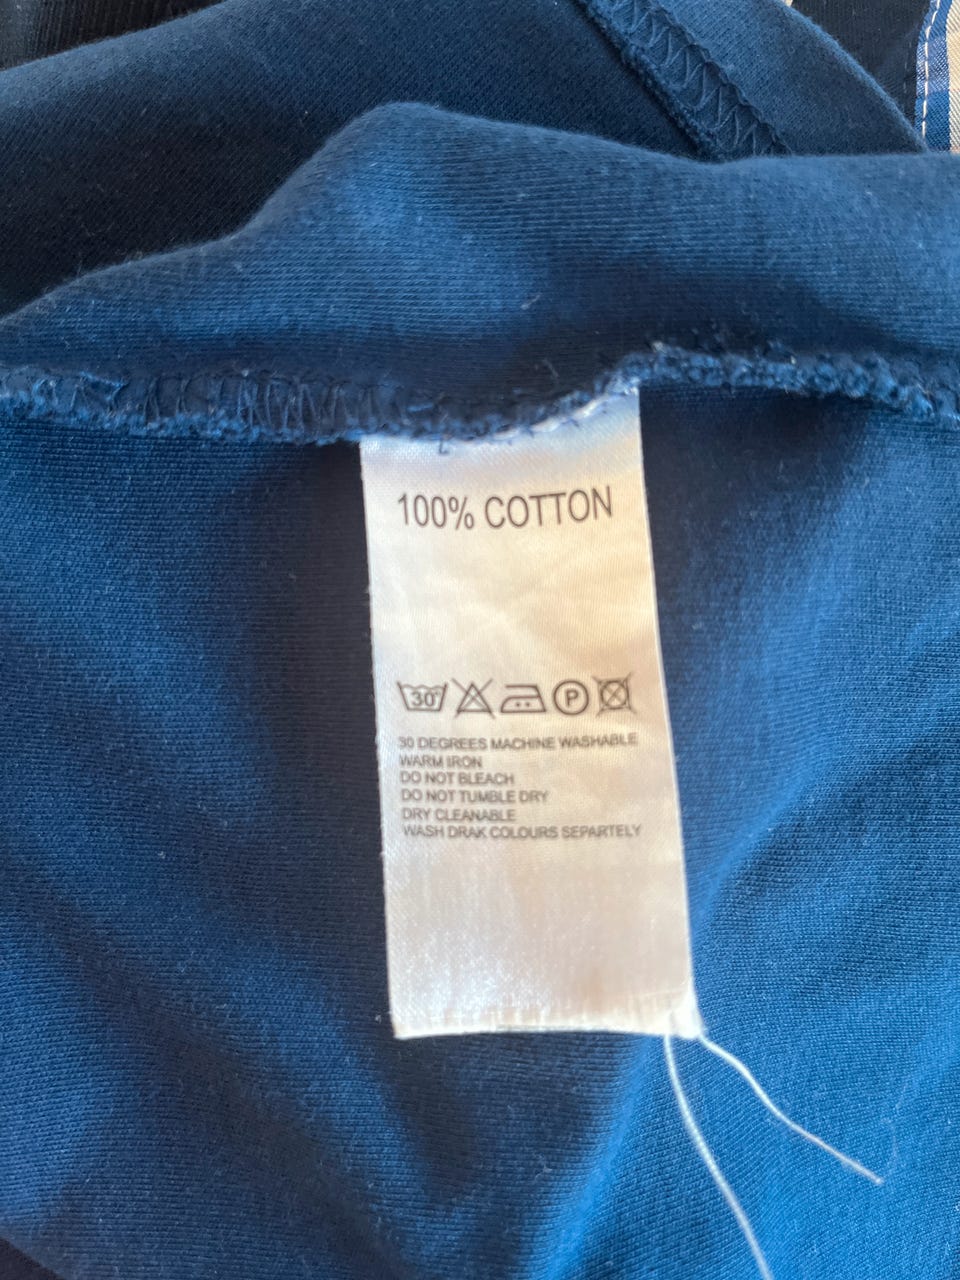 100% COTTON
30° P
30 DEGREES MACHINE WASHABLE
WARM IRON
DO NOT BLEACH
DO NOT TUMBLE DRY
DRY CLEANABLE
WASH DRAK COLOURS SEPARTELY